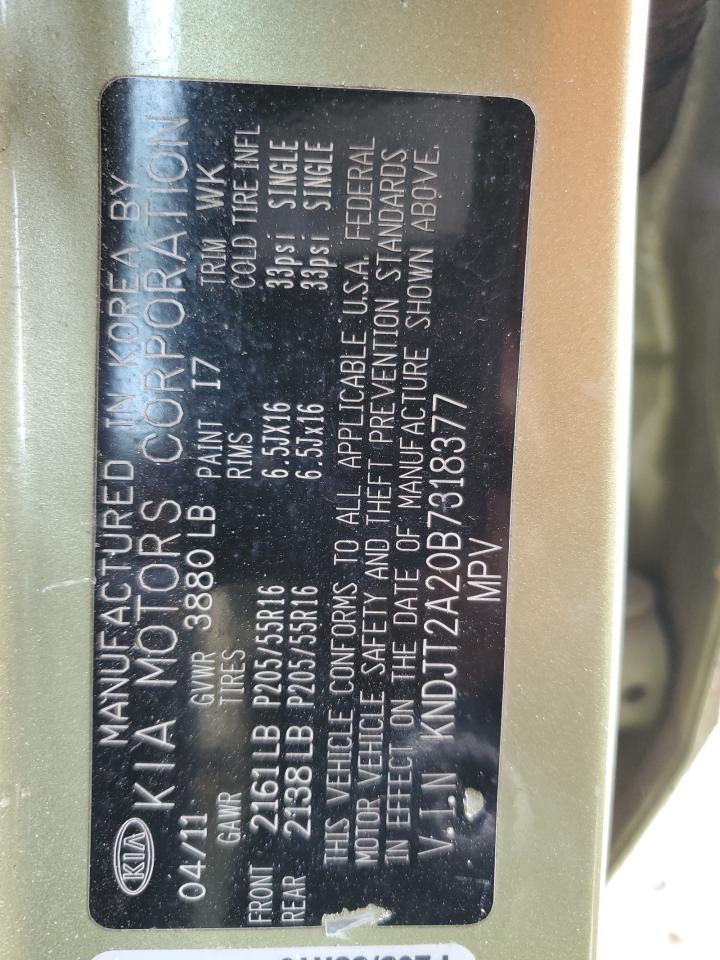 MANUFACTURED IN KOREA BY
KIA KIA MOTORS CORPORATION
04/11 GVWR 3880 LB PAINT I7 TRIM WK
GAWR TIRES RIMS COLD TIRE INFL
FRONT 2161 LB P205/55R16 6.5JX16 33psi SINGLE
REAR 2138 LB P205/55R16 6.5Jx16 33psi SINGLE
THIS VEHICLE CONFORMS TO ALL APPLICABLE U.S.A. FEDERAL
MOTOR VEHICLE SAFETY AND THEFT PREVENTION STANDARDS
IN EFFECT ON THE DATE OF MANUFACTURE SHOWN ABOVE.
V.I.N KNDJT2A20B7318377
MPV